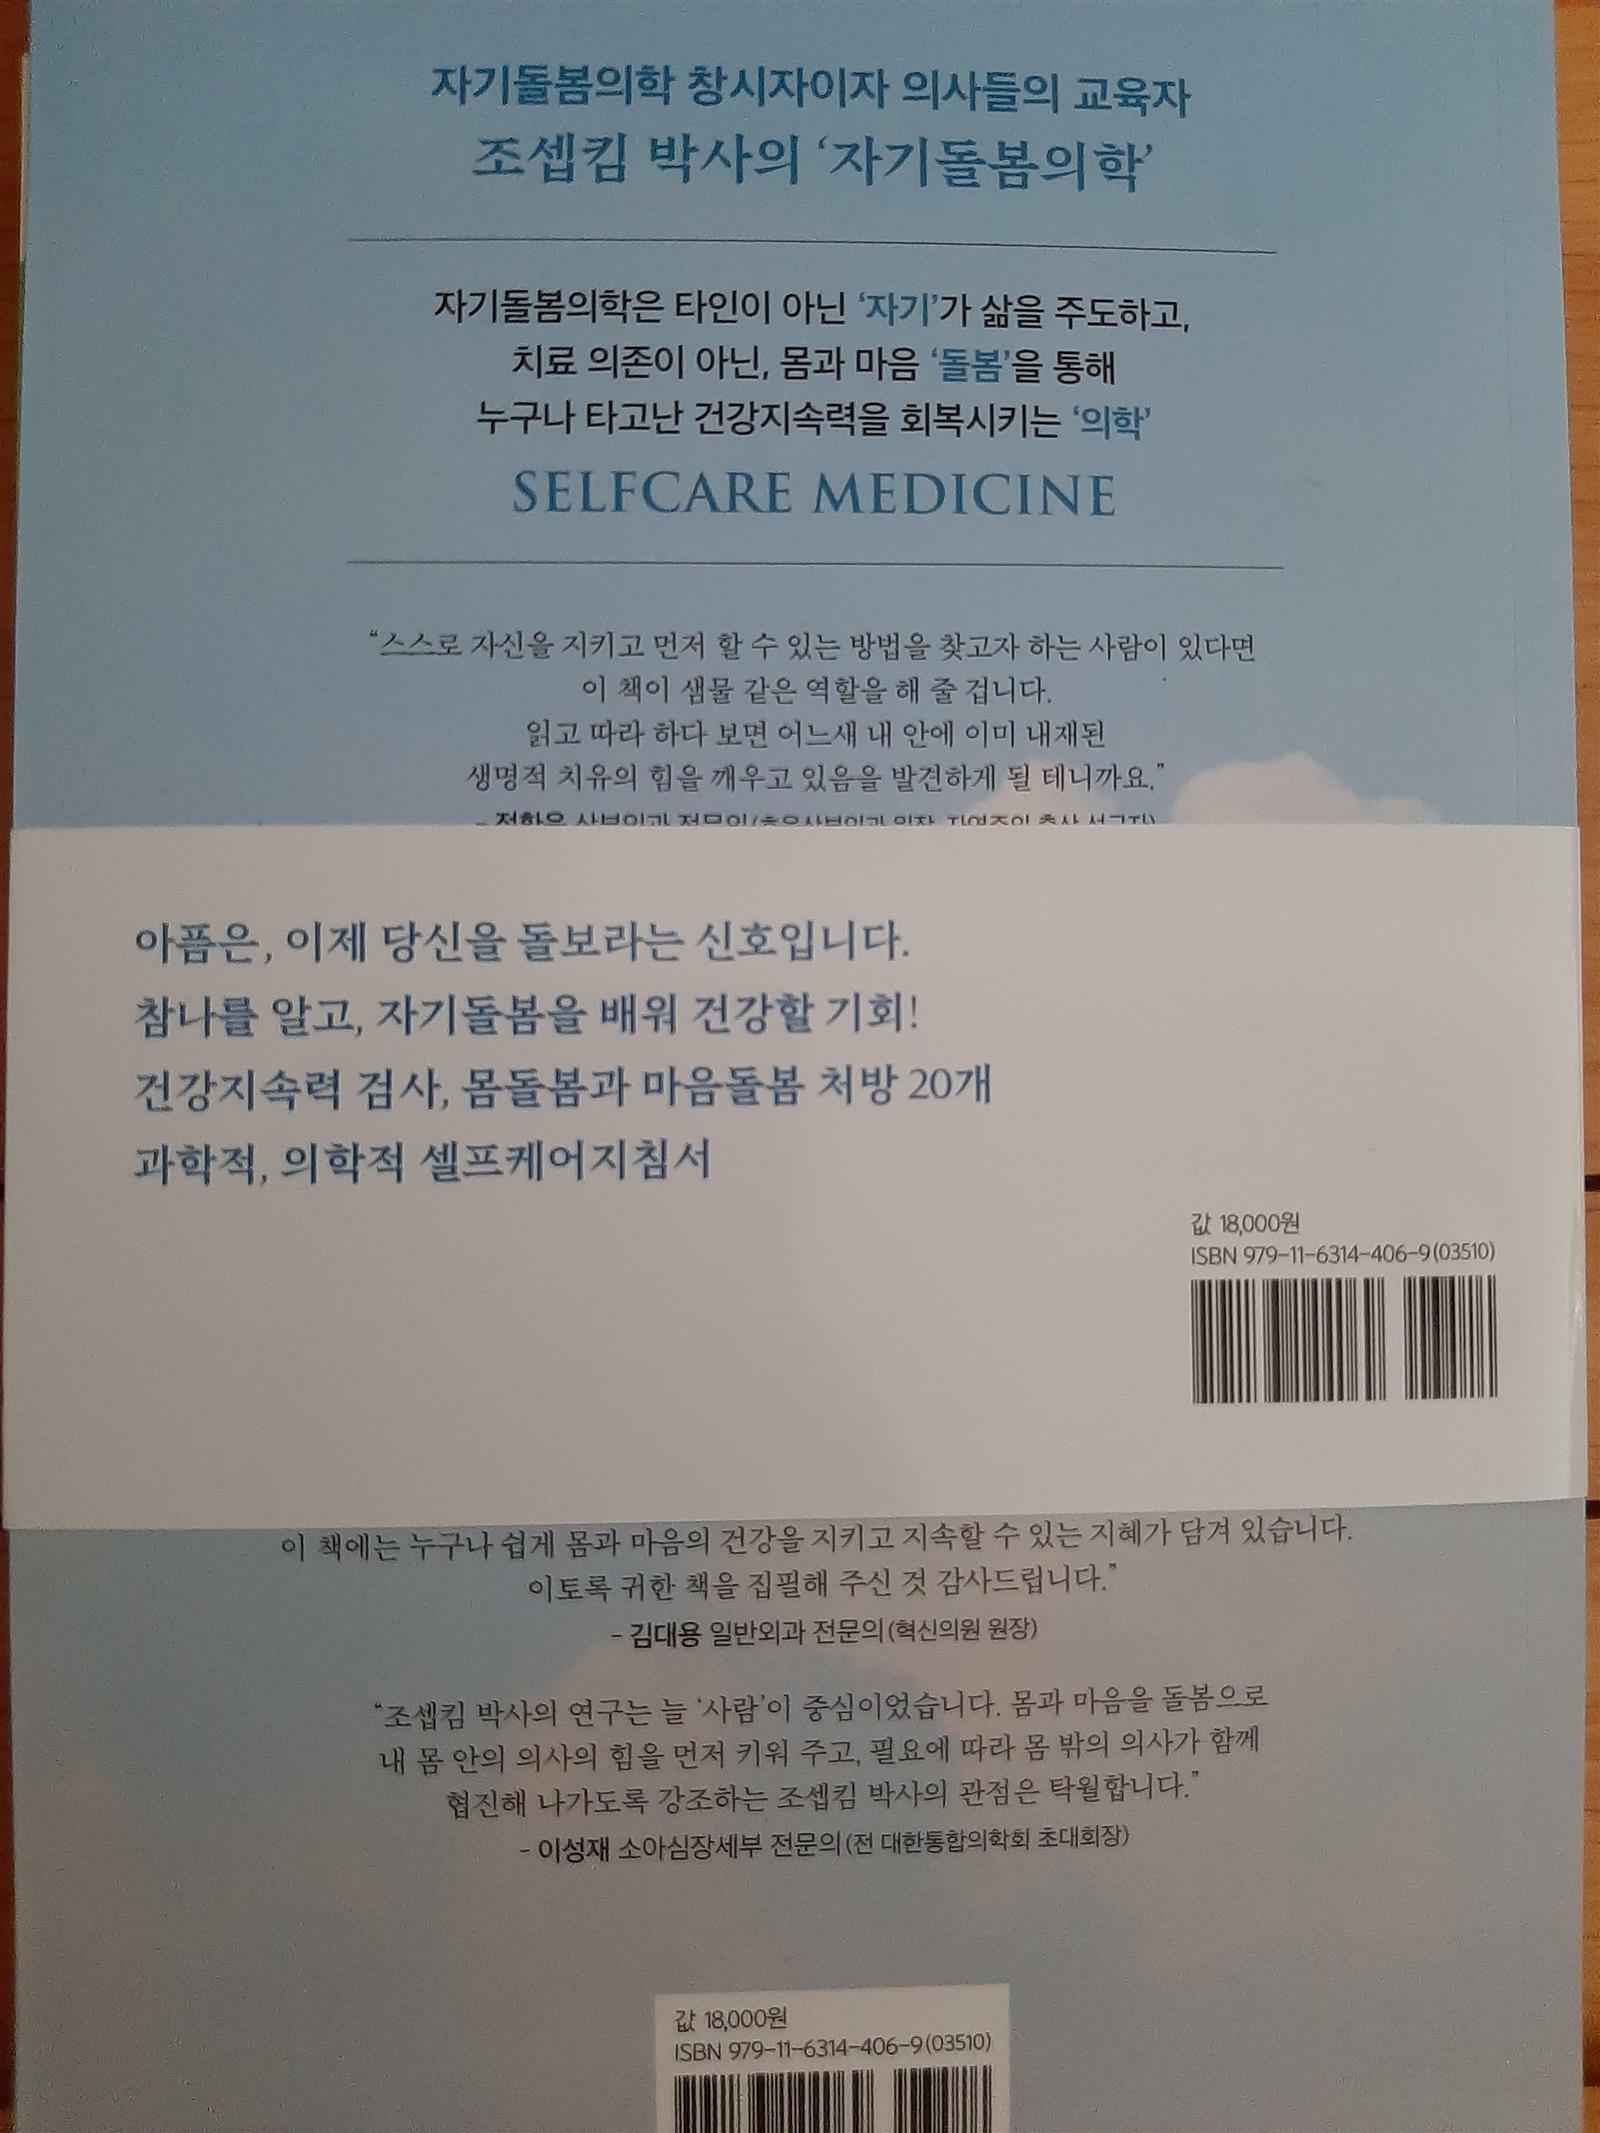 자기돌봄의학 창시자이자 의사들의 교육자
조셉킴 박사의 ‘자기돌봄의학’
자기돌봄의학은 타인이 아닌 ‘자기’가 삶을 주도하고,
치료 의존이 아닌, 몸과 마음 ‘돌봄’을 통해
누구나 타고난 건강지속력을 회복시키는 ‘의학’
SELFCARE MEDICINE
“스스로 자신을 지키고 먼저 할 수 있는 방법을 찾고자 하는 사람이 있다면
이 책이 샘물 같은 역할을 해 줄 겁니다.
읽고 따라 하다 보면 어느새 내 안에 이미 내재된
생명적 치유의 힘을 깨우고 있음을 발견하게 될 테니까요.”
아픔은, 이제 당신을 돌보라는 신호입니다.
참나를 알고, 자기돌봄을 배워 건강할 기회!
건강지속력 검사, 몸돌봄과 마음돌봄 처방 20개
과학적, 의학적 셀프케어지침서
값 18,000원
ISBN 979-11-6314-406-9(03510)
이 책에는 누구나 쉽게 몸과 마음의 건강을 지키고 지속할 수 있는 지혜가 담겨 있습니다.
이토록 귀한 책을 집필해 주신 것 감사드립니다.”
- 김대용 일반외과 전문의(혁신의원 원장)
“조셉킴 박사의 연구는 늘 ‘사람’이 중심이었습니다. 몸과 마음을 돌봄으로
내 몸 안의 의사의 힘을 먼저 키워 주고, 필요에 따라 몸 밖의 의사가 함께
협진해 나가도록 강조하는 조셉킴 박사의 관점은 탁월합니다.”
- 이성재 소아심장세부 전문의(전 대한통합의학회 초대회장)
값 18,000원
ISBN 979-11-6314-406-9(03510)